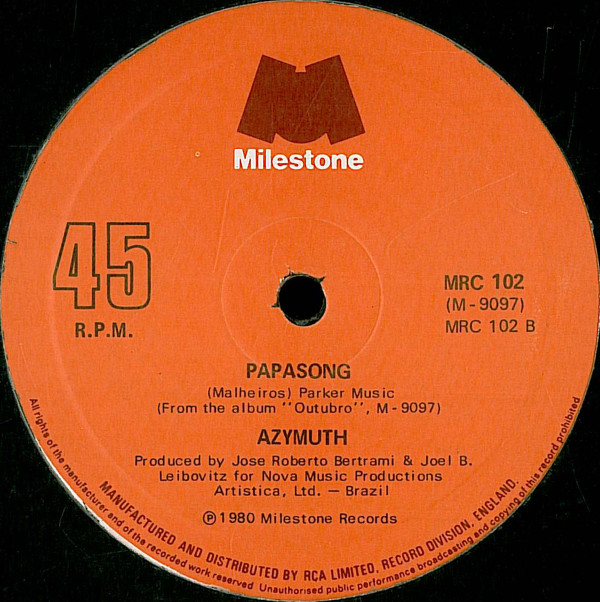 Milestone
45
R.P.M.
MRC 102
(M-9097)
MRC 102 B
PAPASONG
(Malheiros) Parker Music
(From the album "Outubro", M-9097)
AZYMUTH
Produced by Jose Roberto Bertrami & Joel B.
Leibovitz for Nova Music Productions
Artistica, Ltd. — Brazil
℗ 1980 Milestone Records
MANUFACTURED AND DISTRIBUTED BY RCA LIMITED, RECORD DIVISION, ENGLAND.
All rights of the manufacturer and of the recorded work reserved Unauthorised public performance broadcasting and copying of this record prohibited